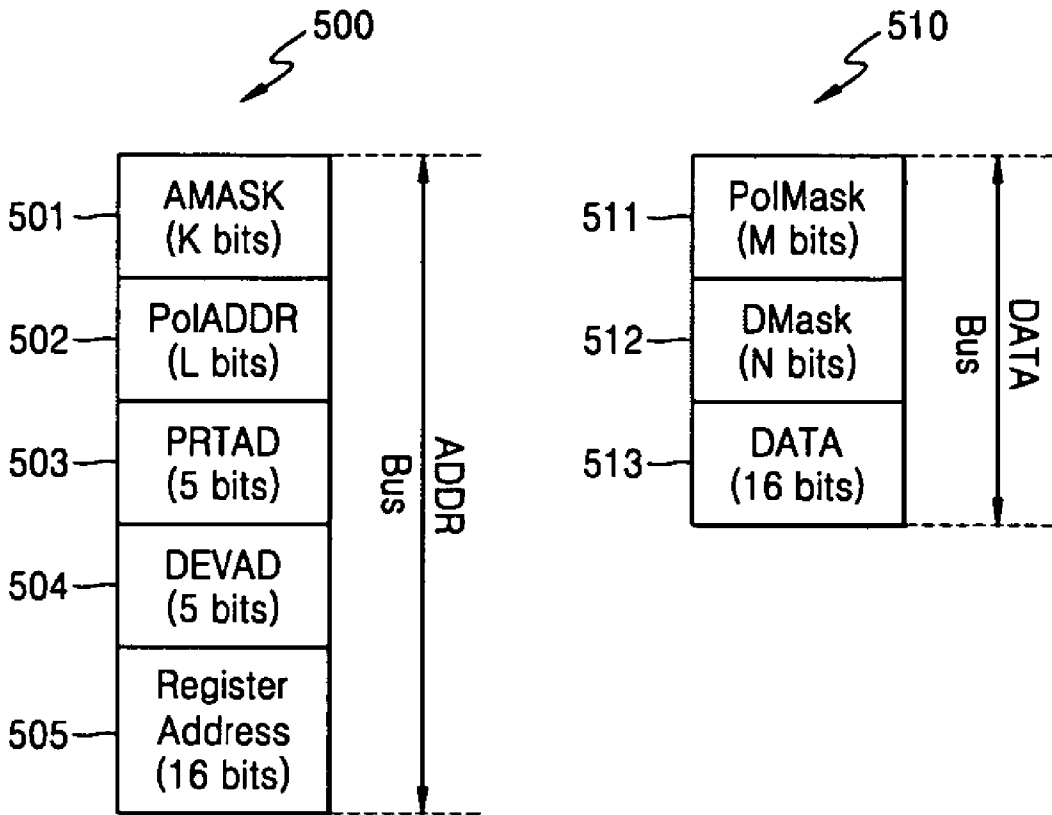 500
501
AMASK
(K bits)
502
PolADDR
(L bits)
503
PRTAD
(5 bits)
504
DEVAD
(5 bits)
505
Register
Address
(16 bits)
ADDR
Bus
510
511
PolMask
(M bits)
512
DMask
(N bits)
513
DATA
(16 bits)
DATA
Bus